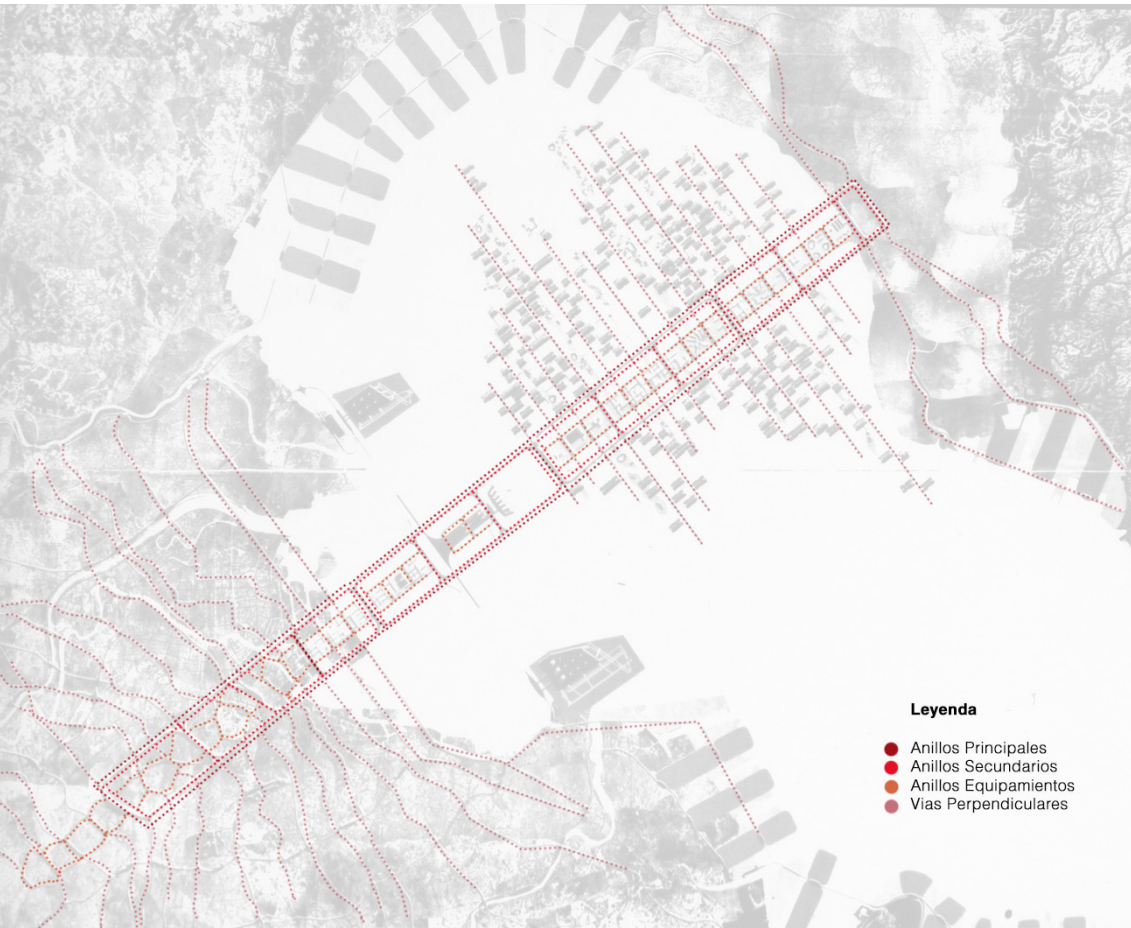 Leyenda
Anillos Principales
Anillos Secundarios
Anillos Equipamientos
Vias Perpendiculares